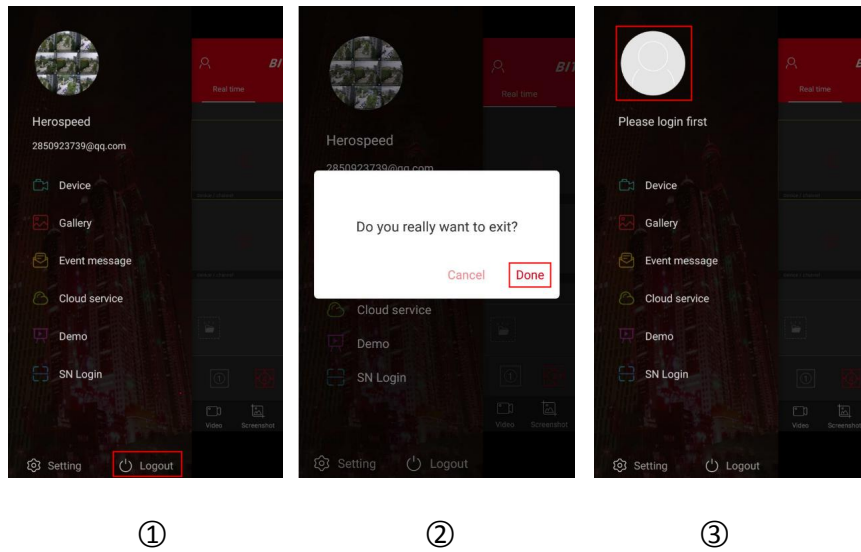 BI
Real time
Herospeed
2850923739@qq.com
Device
Gallery
Event message
Cloud service
Demo
SN Login
Video Screenshot
Setting
Logout
①
BIT
Real time
Herospeed
2850923739@qq.com
Do you really want to exit?
Cancel
Done
Cloud service
Demo
SN Login
Video Screenshot
Setting
Logout
②
Real time
Please login first
Device
Gallery
Event message
Cloud service
Demo
SN Login
Video Screenshot
Setting
Logout
③